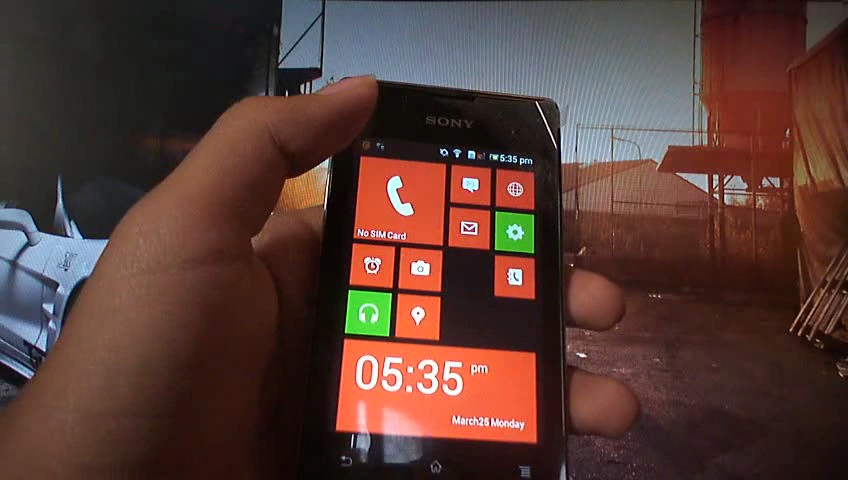 SONY
5:35 pm
No SIM Card
05:35 pm
March25 Monday